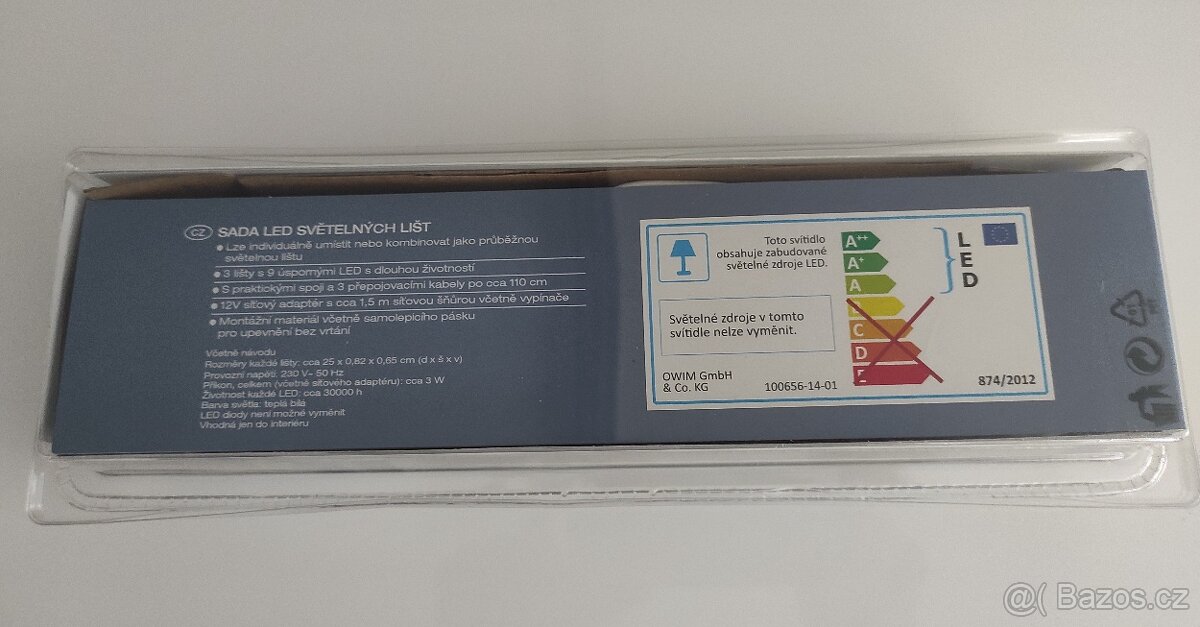 CZ SADA LED SVĚTELNÝCH LIŠT
• Lze individuálně umístit nebo kombinovat jako průběžnou
světelnou lištu
• 3 lišty s 9 úspornými LED s dlouhou životností
• S praktickými spoji a 3 přepojovacími kabely po cca 110 cm
• 12V síťový adaptér s cca 1,5 m síťovou šňůrou včetně vypínače
• Montážní materiál včetně samolepicího pásku
pro upevnění bez vrtání
Včetně návodu
Rozměry každé lišty: cca 25 x 0,82 x 0,65 cm (d x š x v)
Provozní napětí: 230 V~ 50 Hz
Příkon, celkem (včetně síťového adaptéru): cca 3 W
Životnost každé LED: cca 30000 h
Barva světla: teplá bílá
LED diody není možné vyměnit
Vhodná jen do interiéru
Toto svítidlo
obsahuje zabudované
světelné zdroje LED.
Světelné zdroje v tomto
svítidle nelze vyměnit.
OWIM GmbH
& Co. KG
100656-14-01
A++
A+
A
C
D
L
E
D
874/2012
@( Bazos.cz